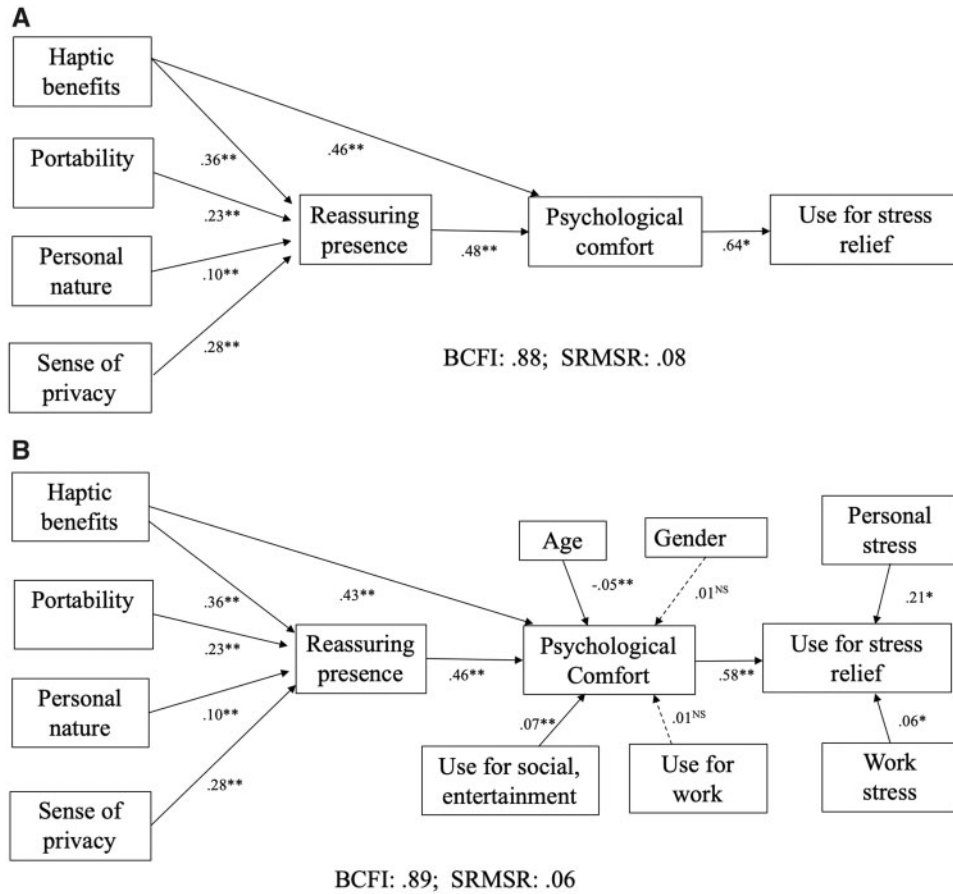 A
Haptic
benefits
Portability
.36**
.46**
.23**
Reassuring
presence
Psychological
comfort
Use for stress
relief
Personal
nature
.10**
.48**
.64*
Sense of
privacy
.28**
BCFI: .88; SRMSR: .08
B
Haptic
benefits
Age
Gender
Personal
stress
Portability
.36**
.43**
-.05**
.01NS
.21*
.23**
Reassuring
presence
Psychological
Comfort
Use for stress
relief
Personal
nature
.10**
.46**
.58**
.07**
.01NS
.06*
Sense of
privacy
.28**
Use for social,
entertainment
Use for
work
Work
stress
BCFI: .89; SRMSR: .06